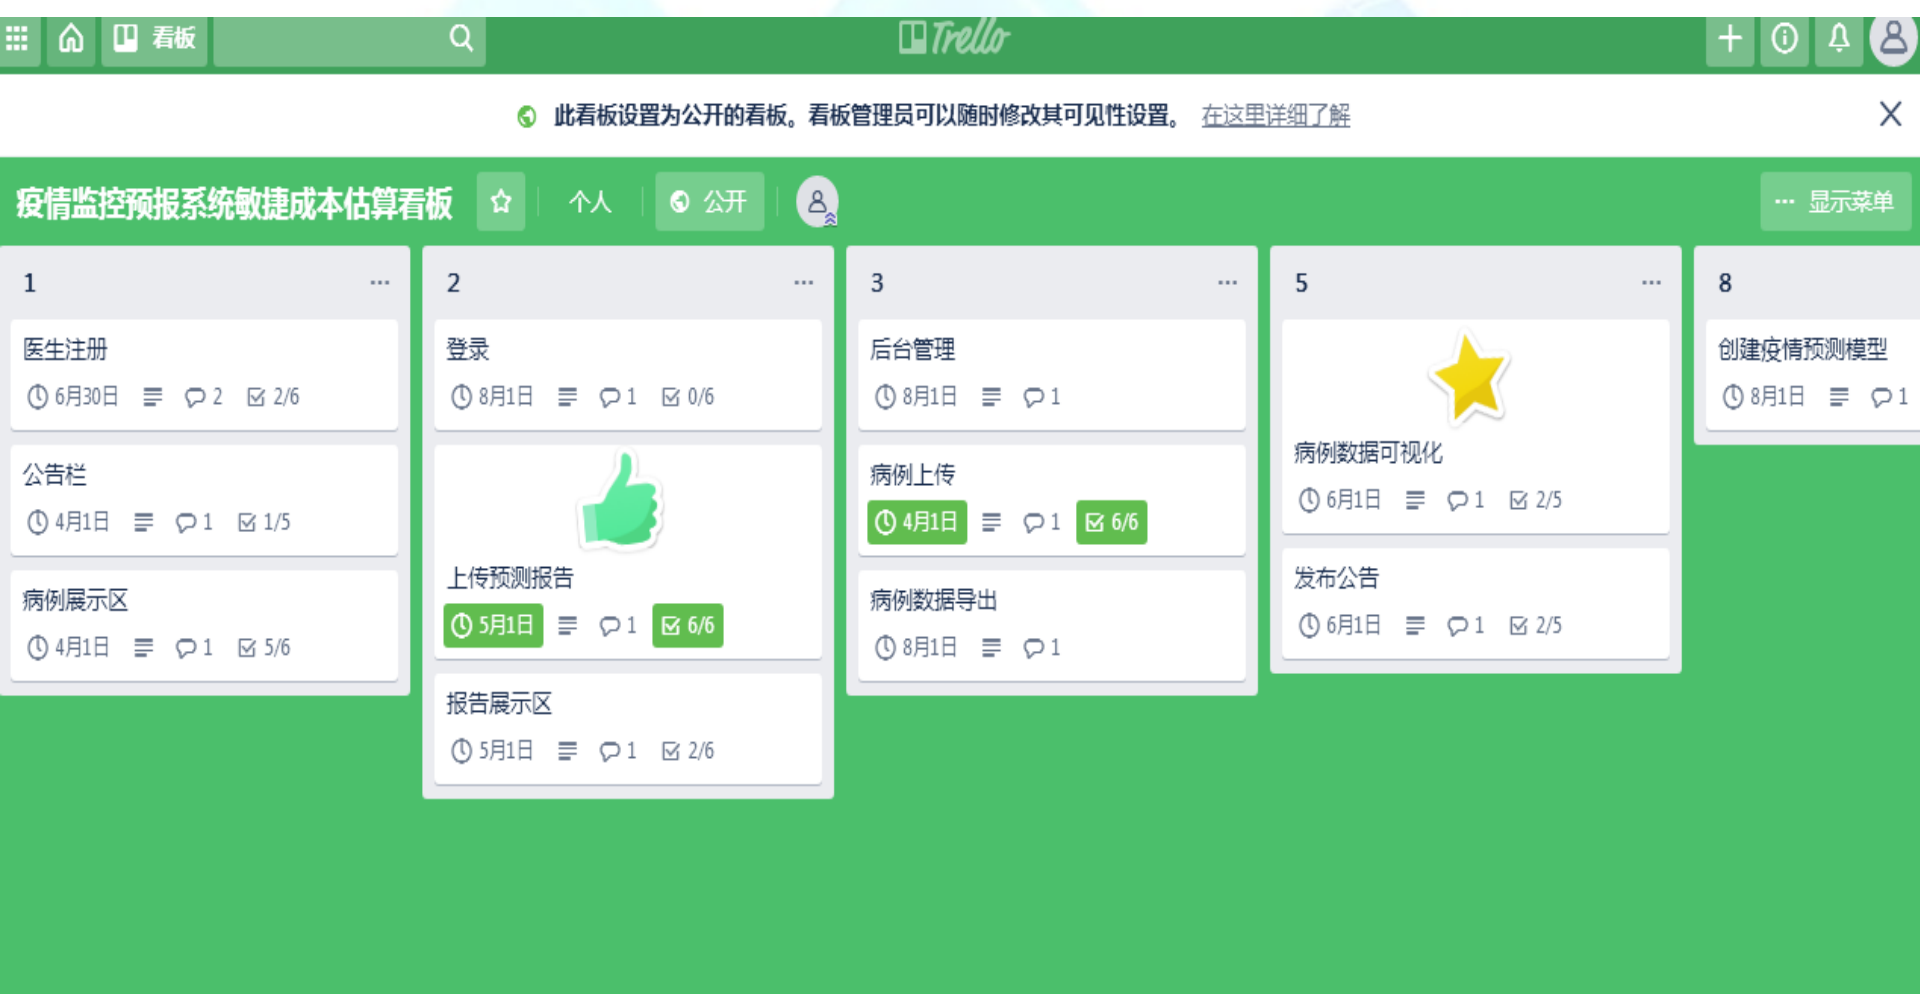 看板
Trello
此看板设置为公开的看板。看板管理员可以随时修改其可见性设置。 在这里详细了解
疫情监控预报系统敏捷成本估算看板 个人 公开 ··· 显示菜单
1 ···
医生注册
6月30日 2 2/6
公告栏
4月1日 1 1/5
病例展示区
4月1日 1 5/6
2 ···
登录
8月1日 1 0/6
上传预测报告
5月1日 1 6/6
报告展示区
5月1日 1 2/6
3 ···
后台管理
8月1日 1
病例上传
4月1日 1 6/6
病例数据导出
8月1日 1
5 ···
病例数据可视化
6月1日 1 2/5
发布公告
6月1日 1 2/5
8
创建疫情预测模型
8月1日 1